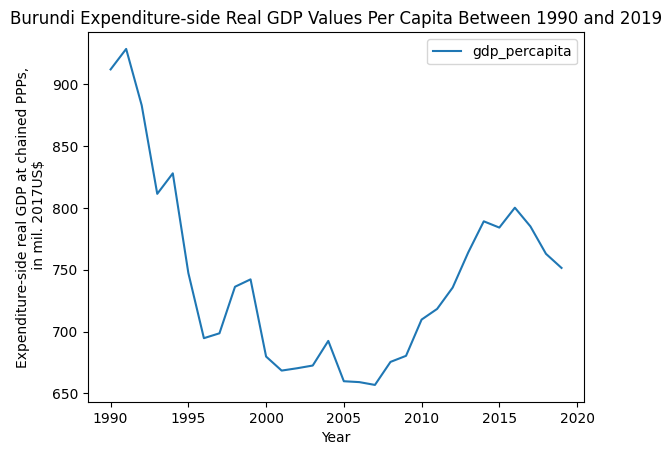 Burundi Expenditure-side Real GDP Values Per Capita Between 1990 and 2019
gdp_percapita
Expenditure-side real GDP at chained PPPs,
in mil. 2017US$
900
850
800
750
700
650
1990
1995
2000
2005
2010
2015
2020
Year